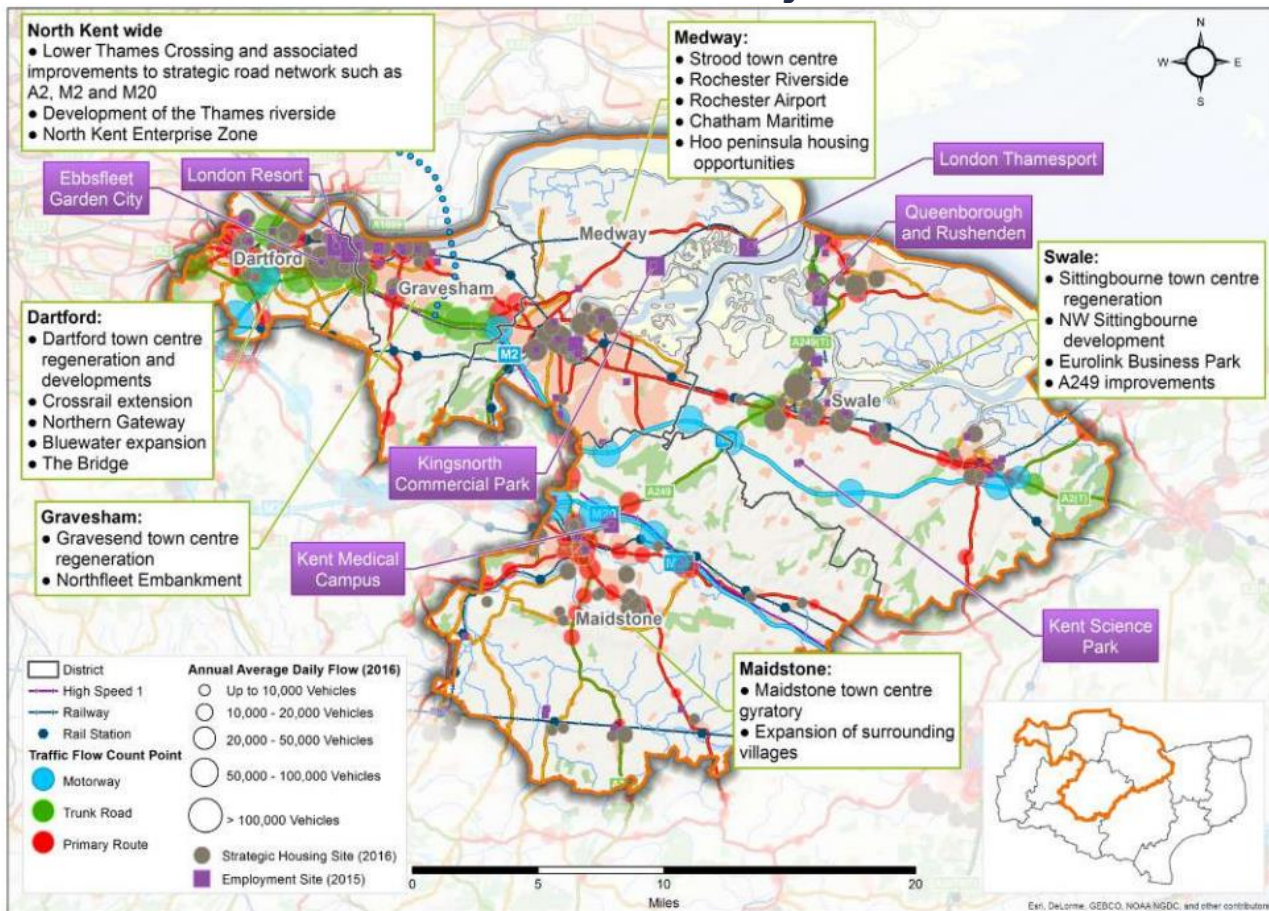 North Kent wide
● Lower Thames Crossing and associated
improvements to strategic road network such as
A2, M2 and M20
● Development of the Thames riverside
● North Kent Enterprise Zone
Medway:
● Strood town centre
● Rochester Riverside
● Rochester Airport
● Chatham Maritime
● Hoo peninsula housing
opportunities
N
W
E
S
Ebbsfleet
Garden City
London Resort
London Thamesport
Queenborough
and Rushenden
Swale:
● Sittingbourne town centre
regeneration
● NW Sittingbourne
development
● Eurolink Business Park
● A249 improvements
Dartford
Gravesham
Medway
Swale
Maidstone
M2
A249(T)
A249
M20
A2(T)
Dartford:
● Dartford town centre
regeneration and
developments
● Crossrail extension
● Northern Gateway
● Bluewater expansion
● The Bridge
Gravesham:
● Gravesend town centre
regeneration
● Northfleet Embankment
Kingsnorth
Commercial Park
Kent Medical
Campus
Kent Science
Park
Maidstone:
● Maidstone town centre
gyratory
● Expansion of surrounding
villages
District
High Speed 1
Railway
Rail Station
Traffic Flow Count Point
Motorway
Trunk Road
Primary Route
Annual Average Daily Flow (2016)
Up to 10,000 Vehicles
10,000 - 20,000 Vehicles
20,000 - 50,000 Vehicles
50,000 - 100,000 Vehicles
> 100,000 Vehicles
Strategic Housing Site (2016)
Employment Site (2015)
0
5
10
20
Miles
Esri, DeLorme, GEBCO, NOAA NGDC, and other contributors